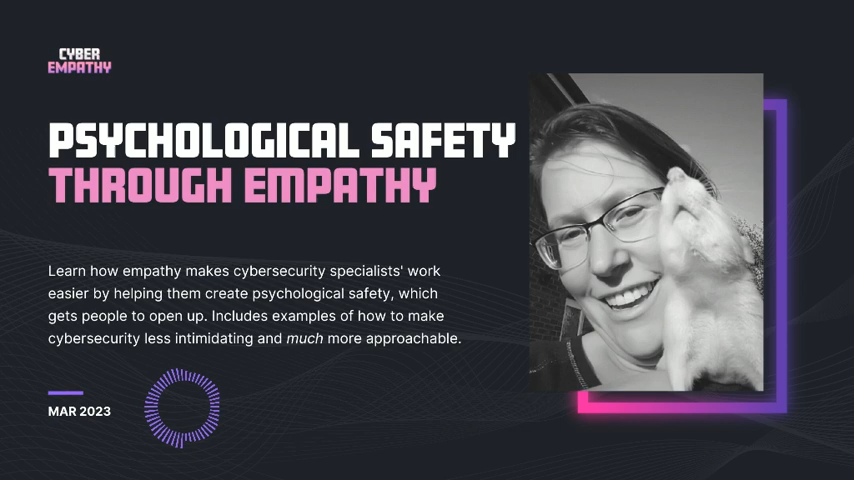 CYBER
EMPATHY
PSYCHOLOGICAL SAFETY
THROUGH EMPATHY
Learn how empathy makes cybersecurity specialists' work
easier by helping them create psychological safety, which
gets people to open up. Includes examples of how to make
cybersecurity less intimidating and much more approachable.
MAR 2023